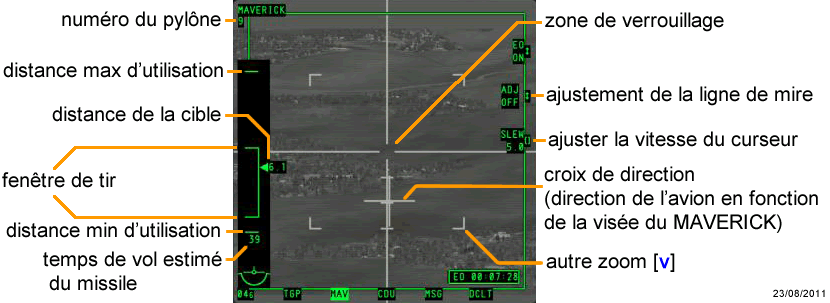 numéro du pylône
distance max d'utilisation
distance de la cible
fenêtre de tir
distance min d'utilisation
temps de vol estimé
du missile
MAVERICK
9
EO
ON
ADJ
OFF
SLEW
5.0
6.1
39
EO 00:07:28
TGP
MAV
CDU
MSG
DCLT
zone de verrouillage
ajustement de la ligne de mire
ajuster la vitesse du curseur
croix de direction
(direction de l'avion en fonction
de la visée du MAVERICK)
autre zoom [v]
23/08/2011